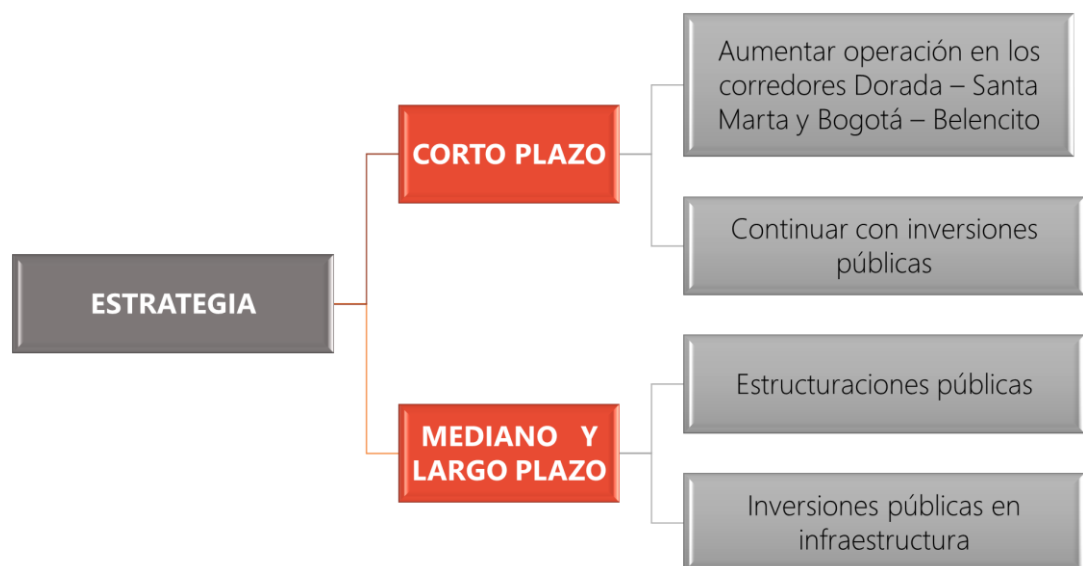 ESTRATEGIA
CORTO PLAZO
Aumentar operación en los
corredores Dorada – Santa
Marta y Bogotá – Belencito
Continuar con inversiones
públicas
MEDIANO Y
LARGO PLAZO
Estructuraciones públicas
Inversiones públicas en
infraestructura